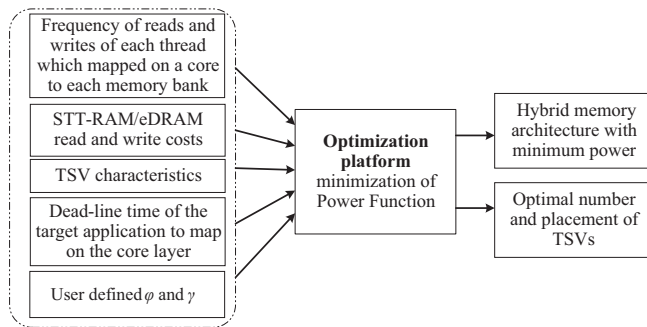 Frequency of reads and
writes of each thread
which mapped on a core
to each memory bank
STT-RAM/eDRAM
read and write costs
TSV characteristics
Dead-line time of the
target application to map
on the core layer
User defined φ and γ
Optimization
platform
minimization of
Power Function
Hybrid memory
architecture with
minimum power
Optimal number
and placement of
TSVs